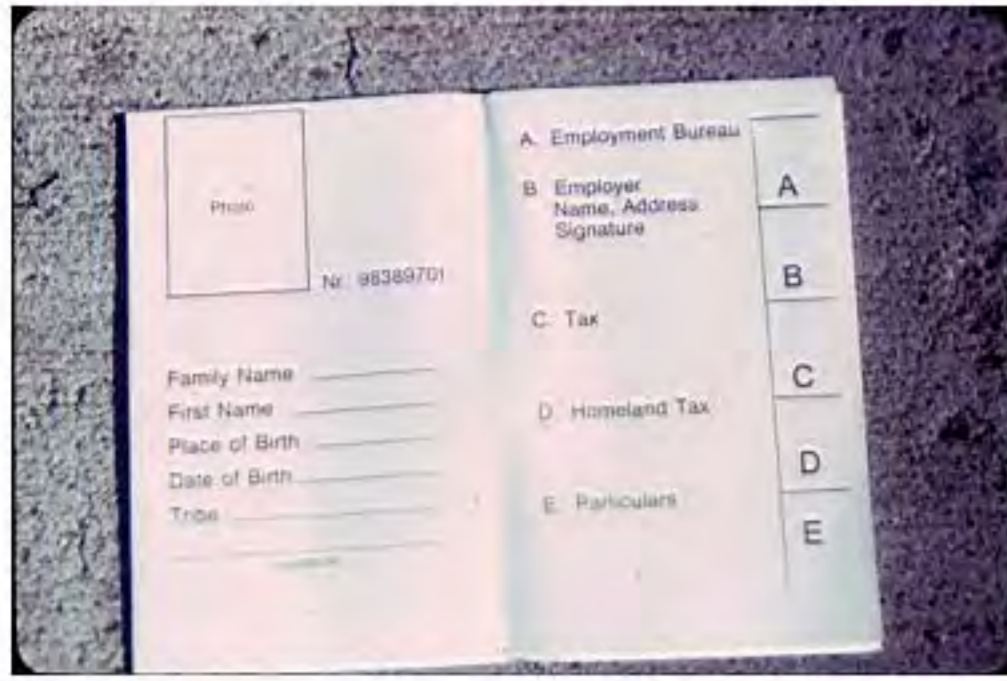 Photo
Nr. 98389701
Family Name
First Name
Place of Birth
Date of Birth
Tribe
A. Employment Bureau
B Employer
Name, Address
Signature
C. Tax
D. Homeland Tax
E. Particulars
A
B
C
D
E